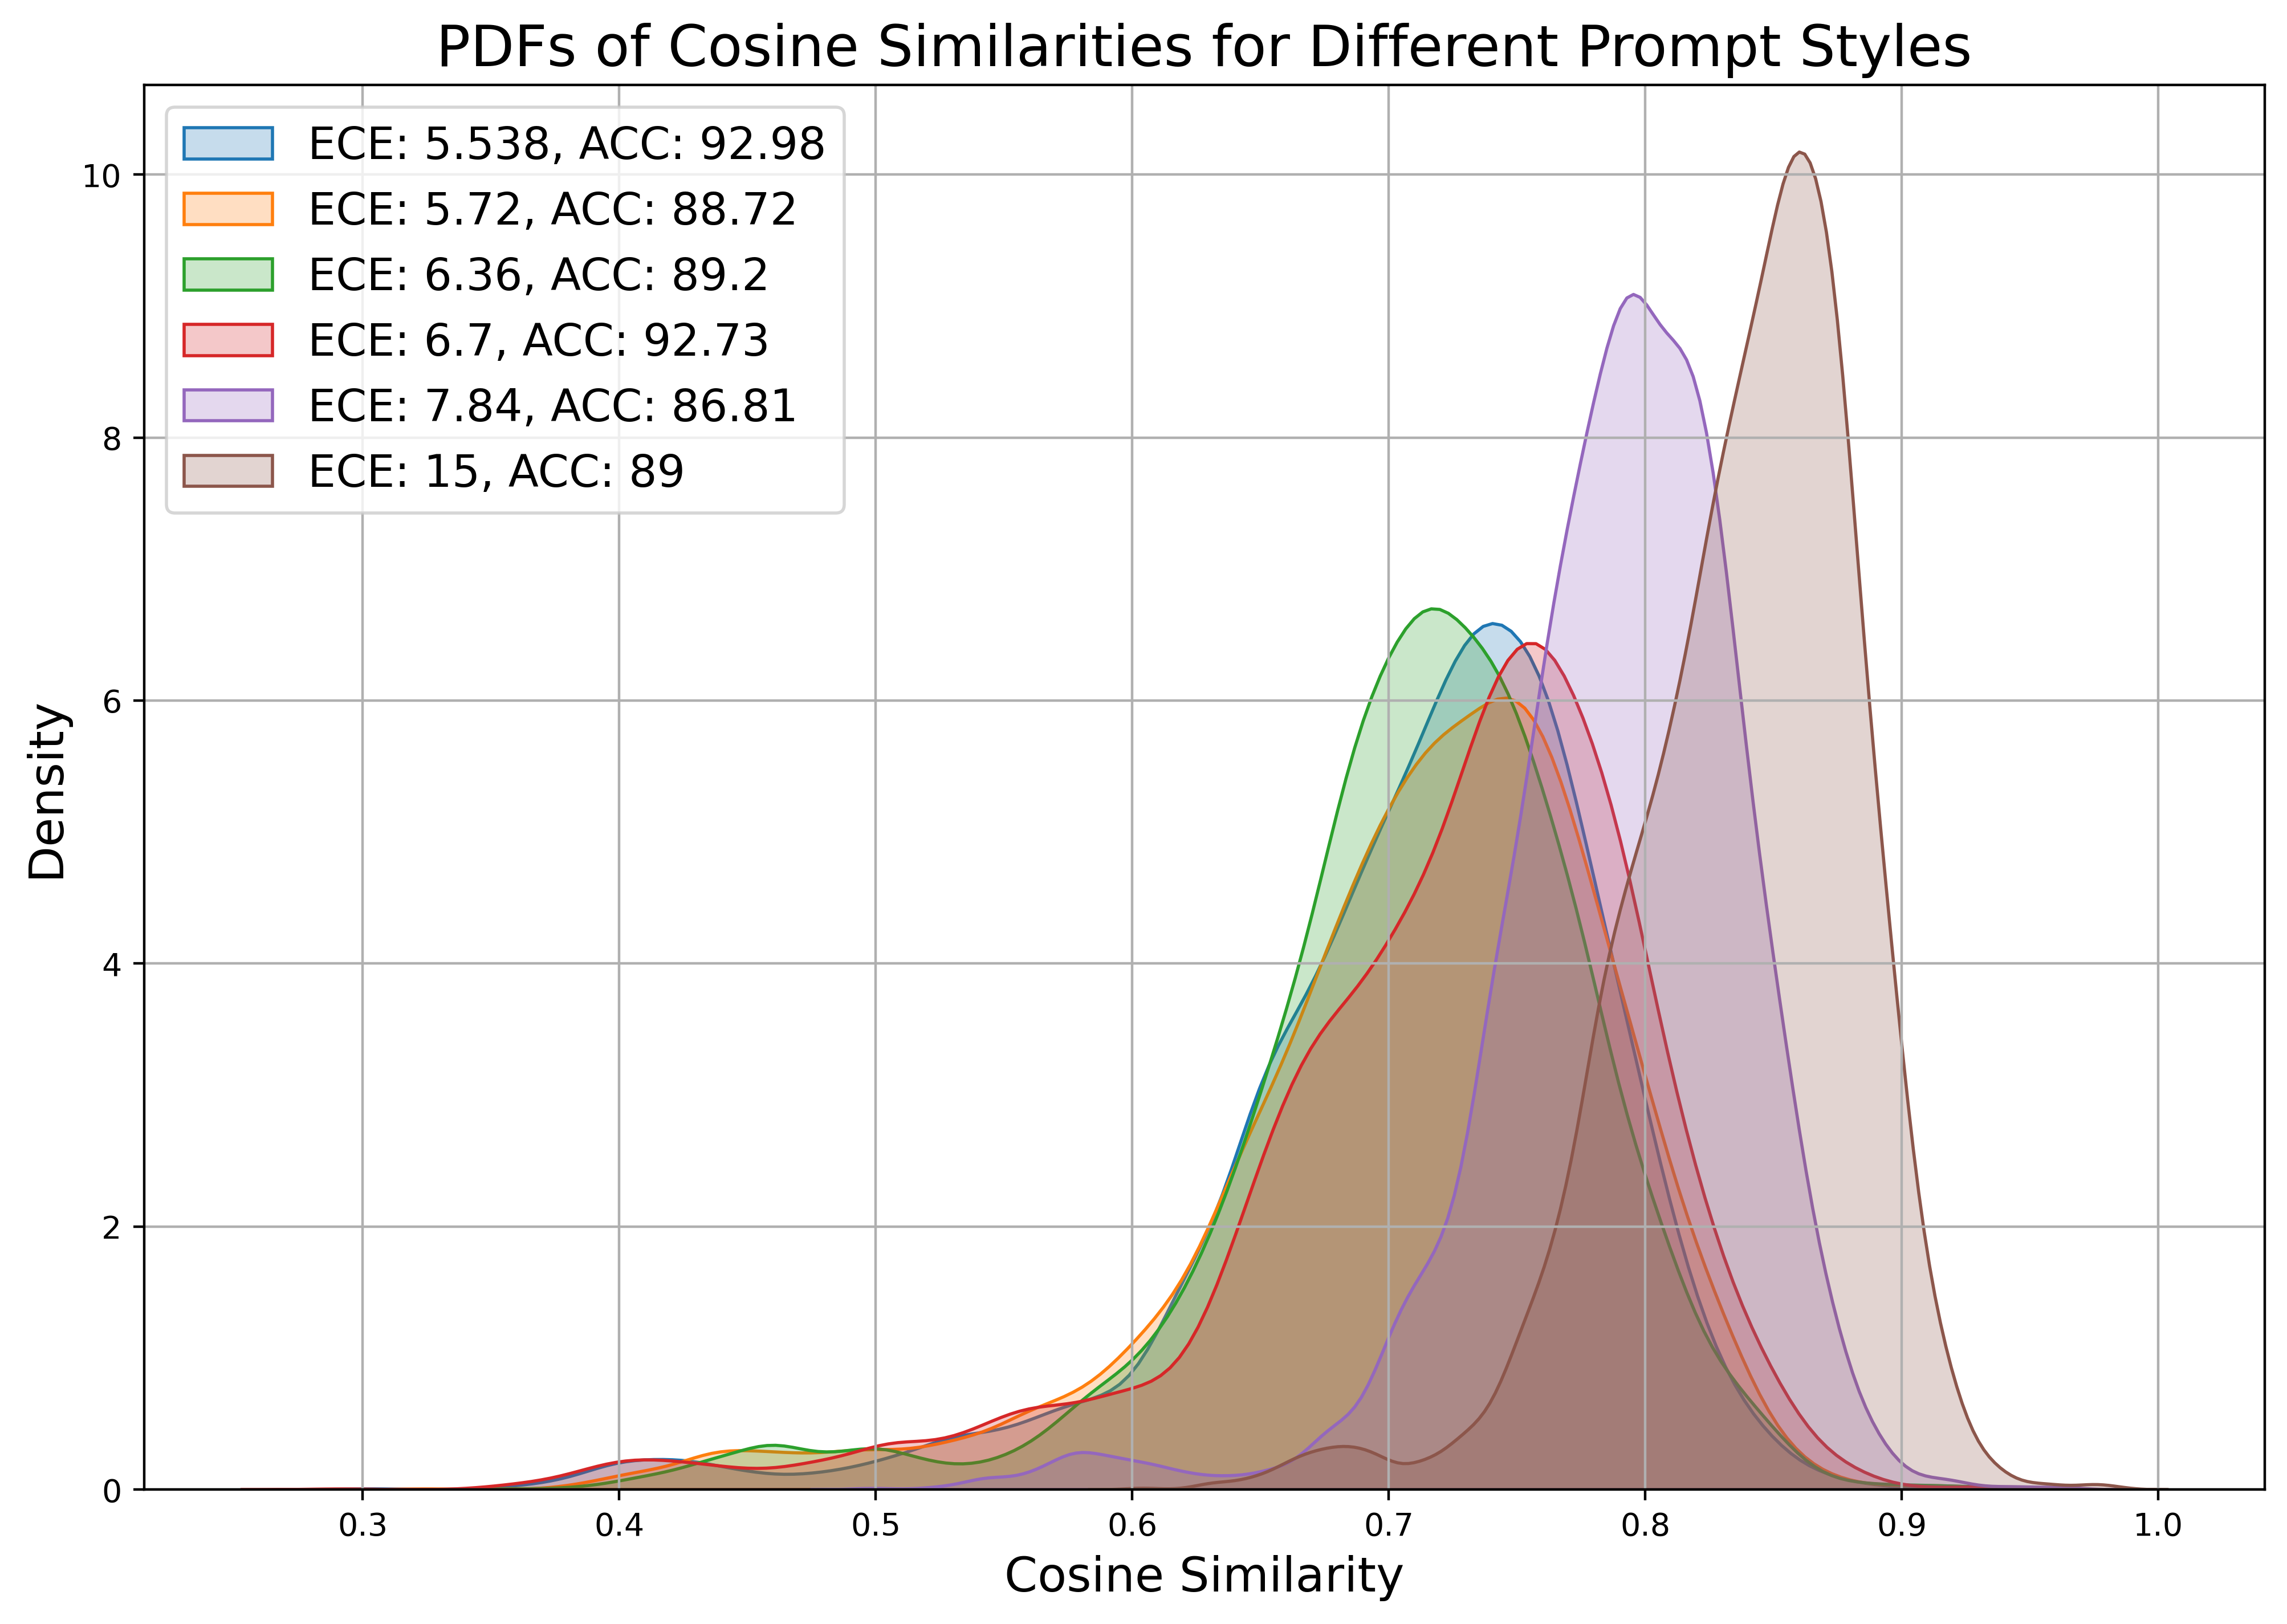 PDFs of Cosine Similarities for Different Prompt Styles
ECE: 5.538, ACC: 92.98
ECE: 5.72, ACC: 88.72
ECE: 6.36, ACC: 89.2
ECE: 6.7, ACC: 92.73
ECE: 7.84, ACC: 86.81
ECE: 15, ACC: 89
Density
10
8
6
4
2
0
0.3 0.4 0.5 0.6 0.7 0.8 0.9 1.0
Cosine Similarity